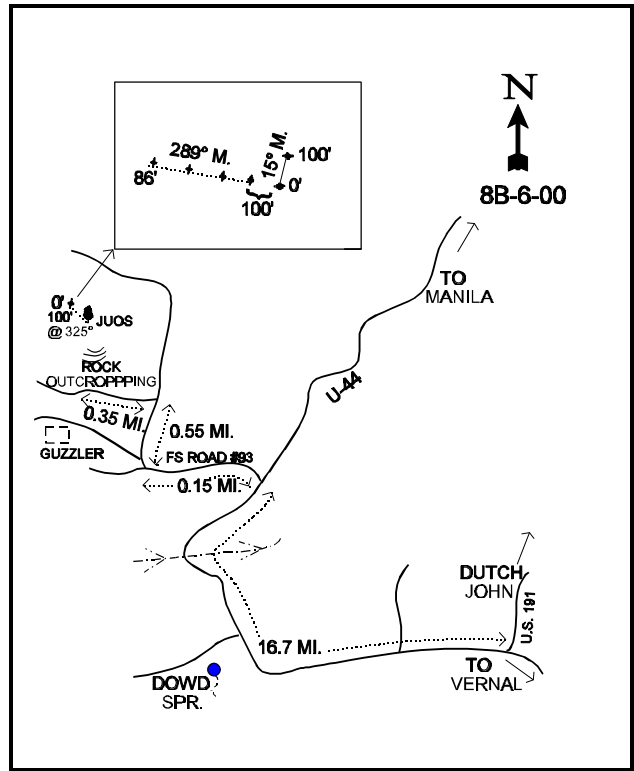 N
8B-6-00
289° M.
15° M.
100'
86'
0'
100'
TO
MANILA
0'
100'
@ 325°
JUOS
ROCK
OUTCROPPPING
U-44
0.35 MI.
0.55 MI.
GUZZLER
FS ROAD #93
0.15 MI.
DUTCH
JOHN
U.S. 191
16.7 MI.
TO
VERNAL
DOWD
SPR.